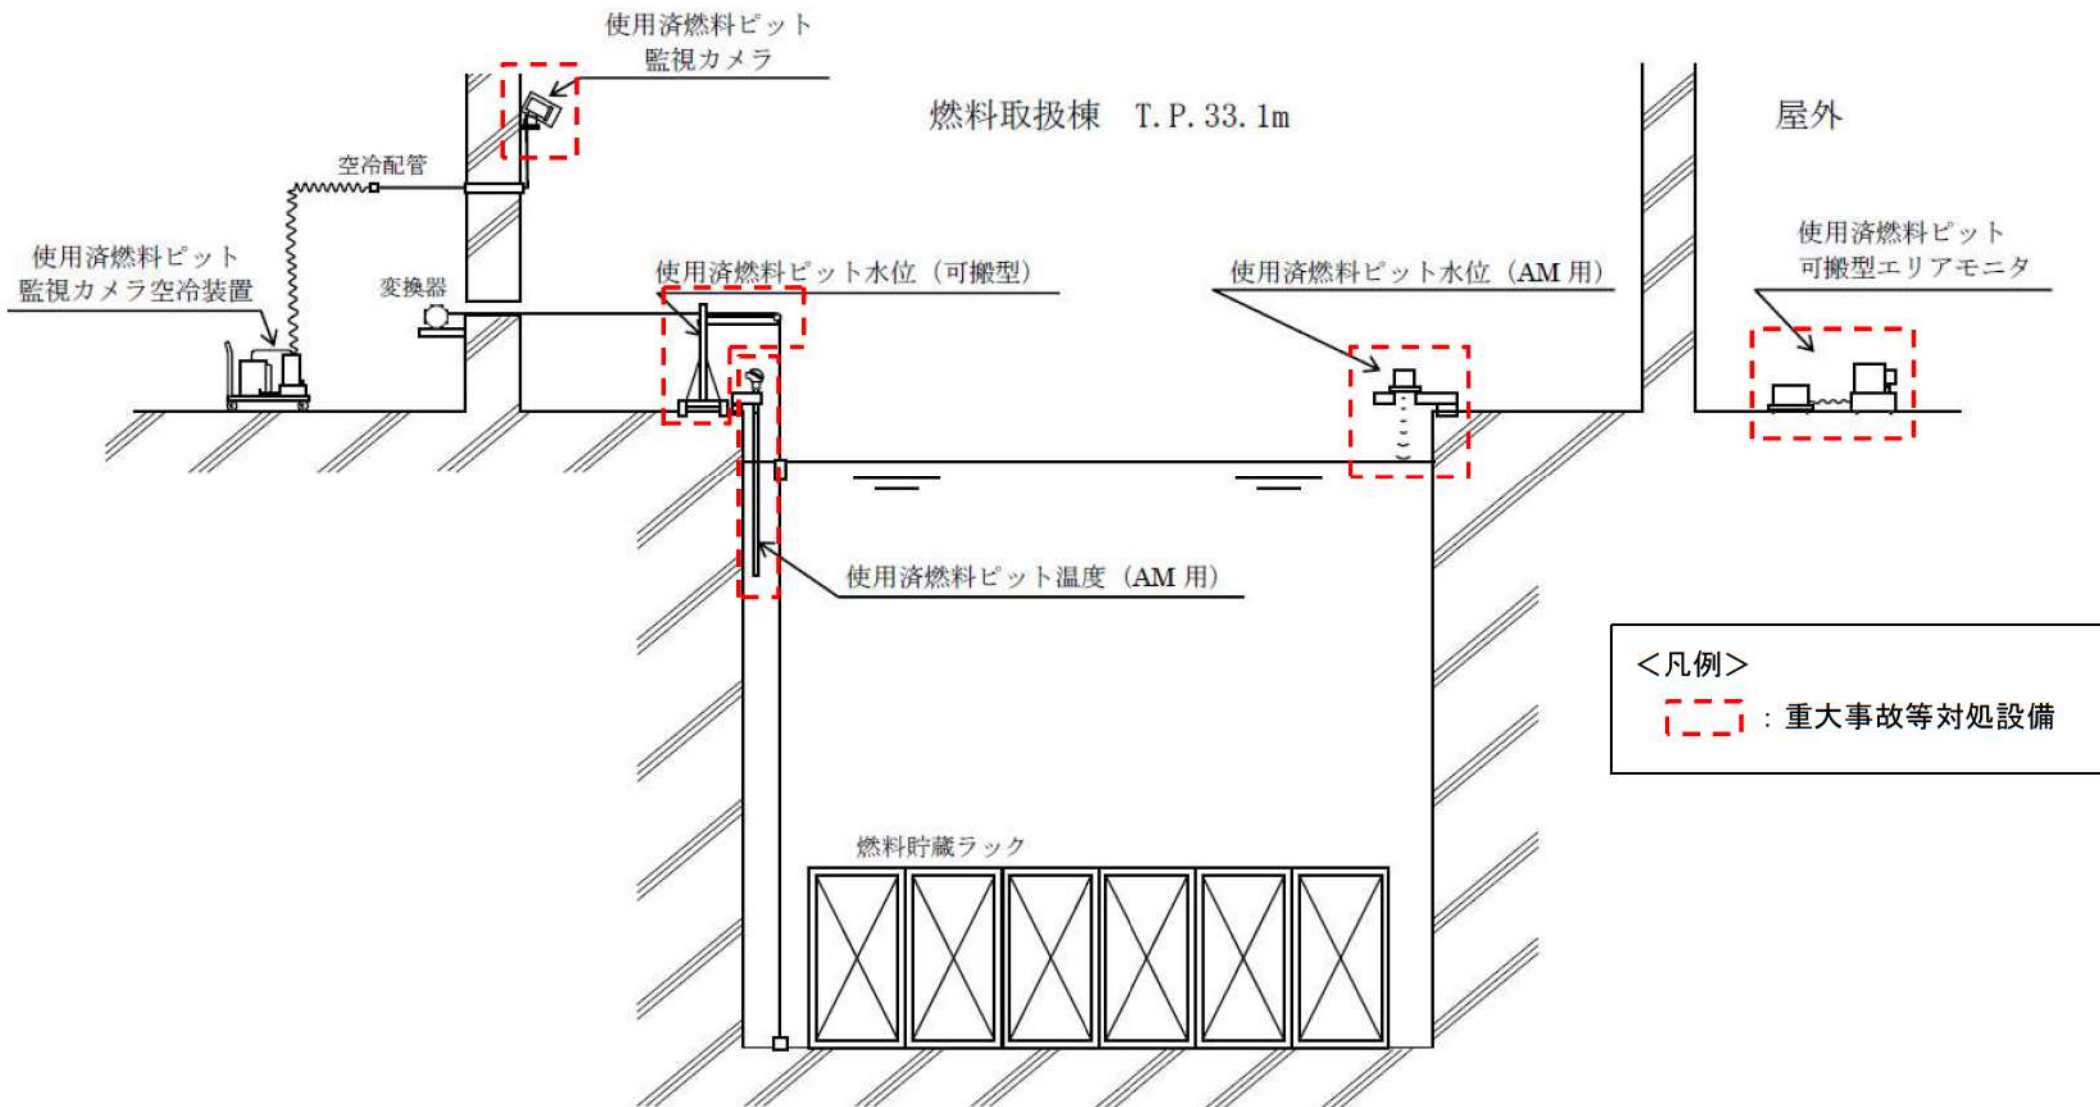 使用済燃料ピット
監視カメラ
燃料取扱棟 T.P.33.1m
屋外
空冷配管
使用済燃料ピット
監視カメラ空冷装置
変換器
使用済燃料ピット水位（可搬型）
使用済燃料ピット水位（AM 用）
使用済燃料ピット
可搬型エリアモニタ
使用済燃料ピット温度（AM 用）
＜凡例＞
：重大事故等対処設備
燃料貯蔵ラック